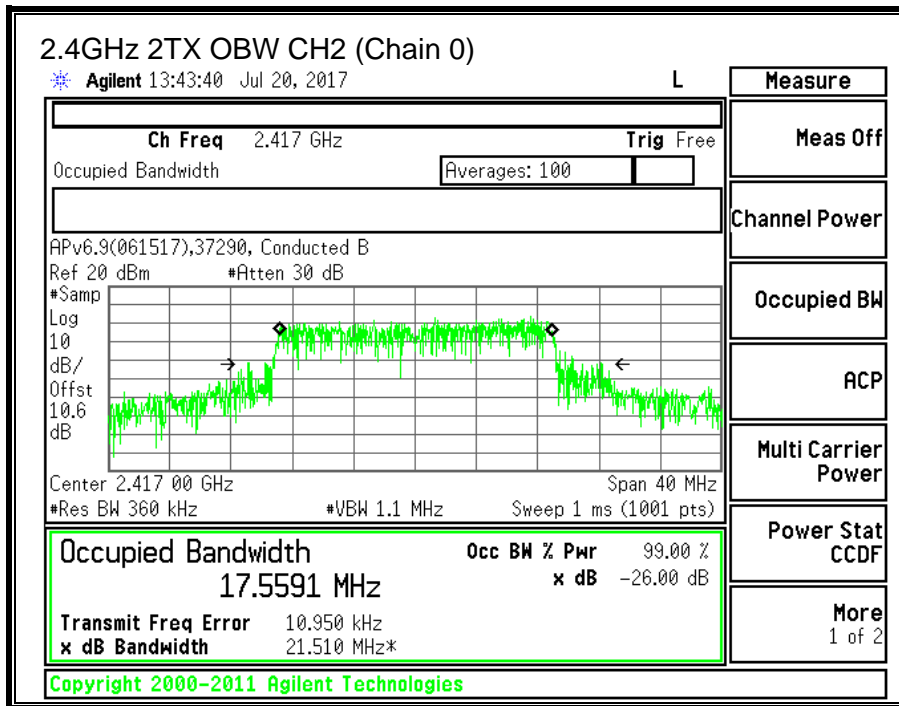 2.4GHz 2TX OBW CH2 (Chain 0)
Agilent 13:43:40 Jul 20, 2017 L
Measure
Ch Freq 2.417 GHz Trig Free
Occupied Bandwidth Averages: 100
APv6.9(061517),37290, Conducted B
Ref 20 dBm #Atten 30 dB
#Samp
Log
10
dB/
Offst
10.6
dB
Center 2.417 00 GHz Span 40 MHz
#Res BW 360 kHz #VBW 1.1 MHz Sweep 1 ms (1001 pts)
Occupied Bandwidth Occ BW % Pwr 99.00 %
17.5591 MHz x dB -26.00 dB
Transmit Freq Error 10.950 kHz
x dB Bandwidth 21.510 MHz*
Copyright 2000-2011 Agilent Technologies
Meas Off
Channel Power
Occupied BW
ACP
Multi Carrier
Power
Power Stat
CCDF
More
1 of 2